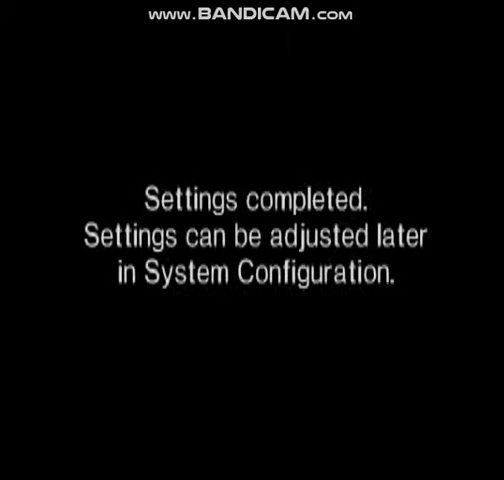 www.BANDICAM.com
Settings completed.
Settings can be adjusted later
in System Configuration.